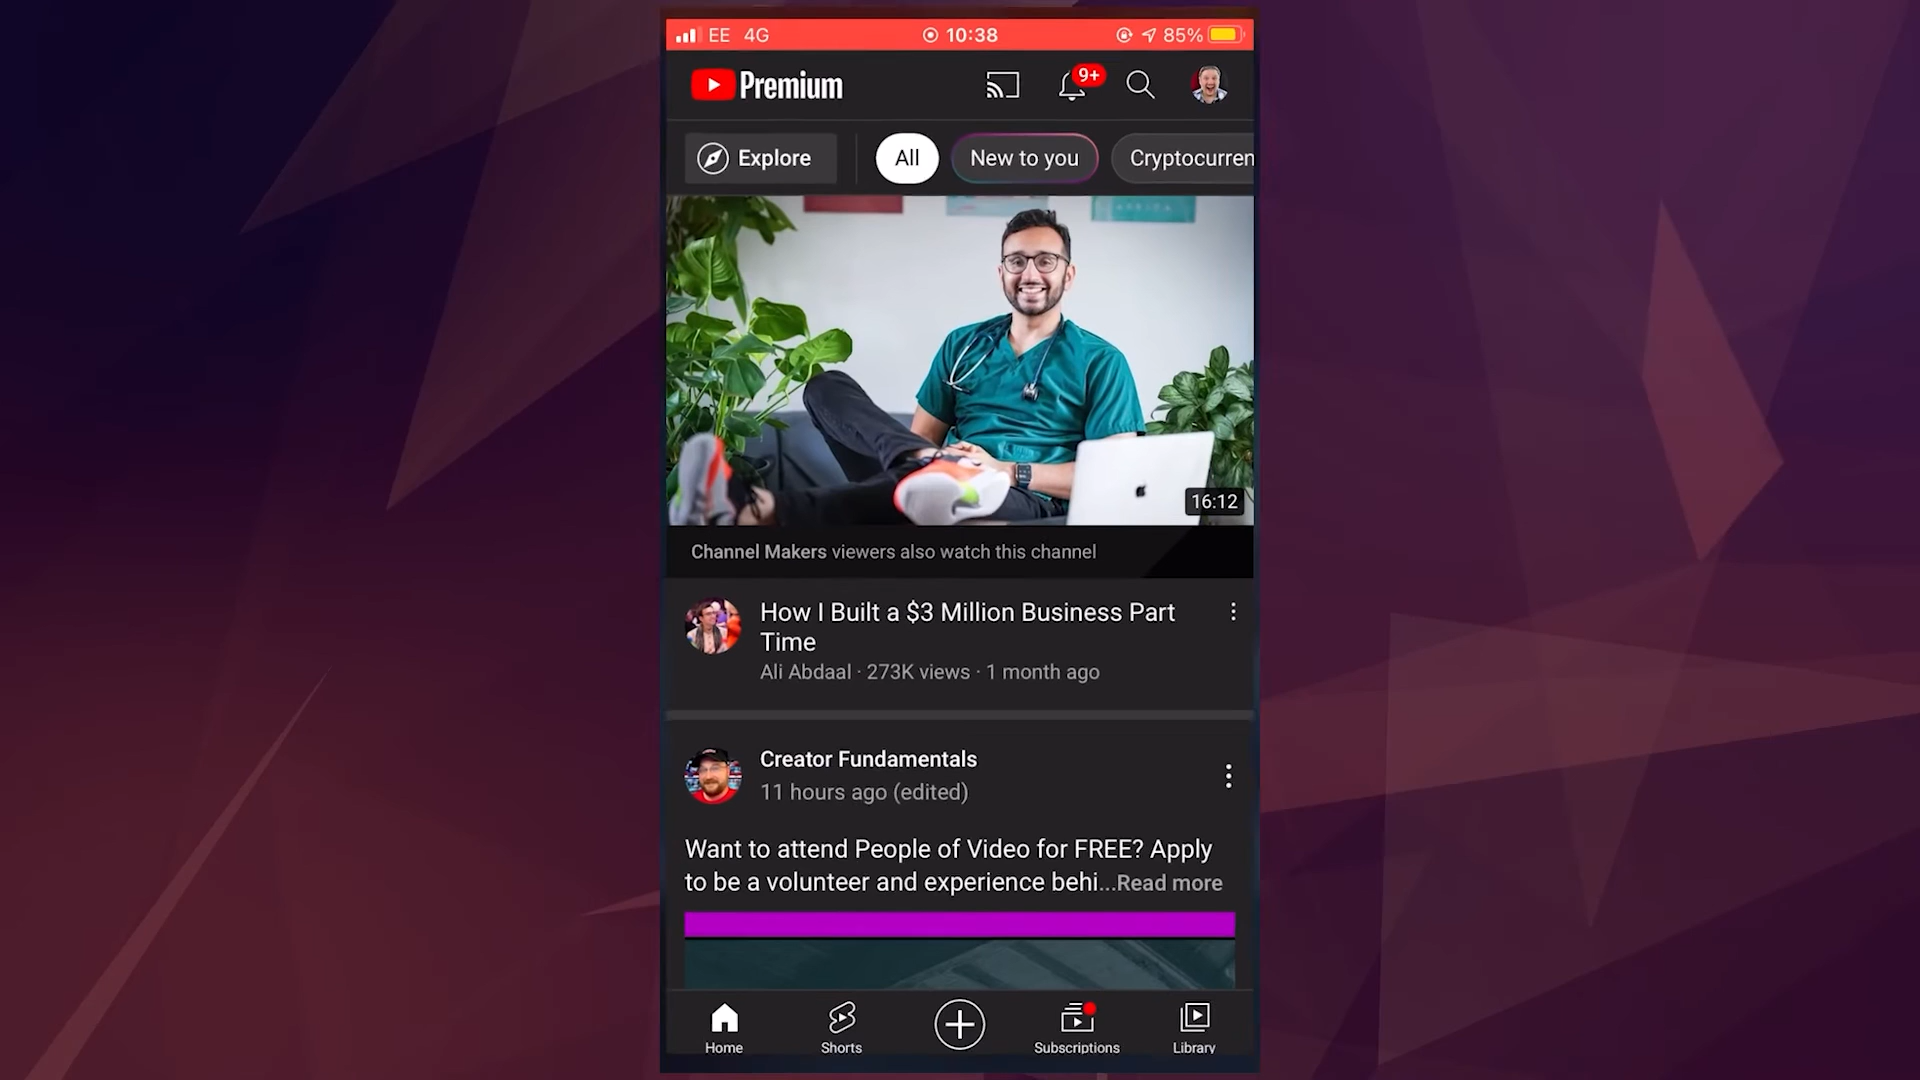 EE 4G 10:38 85%
Premium 9+
Explore All New to you Cryptocurren
16:12
Channel Makers viewers also watch this channel
How I Built a $3 Million Business Part
Time
Ali Abdaal · 273K views · 1 month ago
Creator Fundamentals
11 hours ago (edited)
Want to attend People of Video for FREE? Apply
to be a volunteer and experience behi...Read more
Home Shorts Subscriptions Library